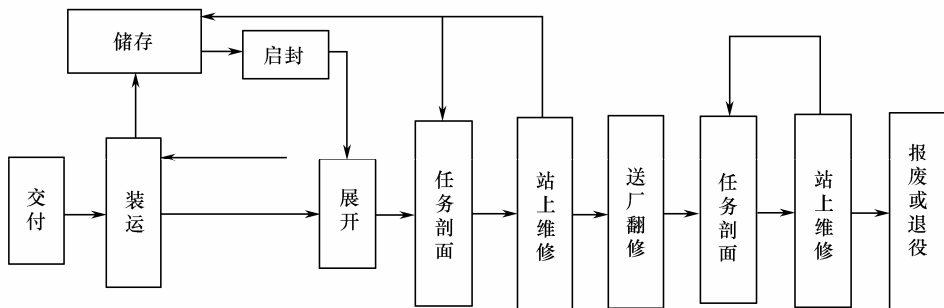 储存
启封
交付
装运
展开
任务剖面
站上维修
送厂翻修
任务剖面
站上维修
报废或退役